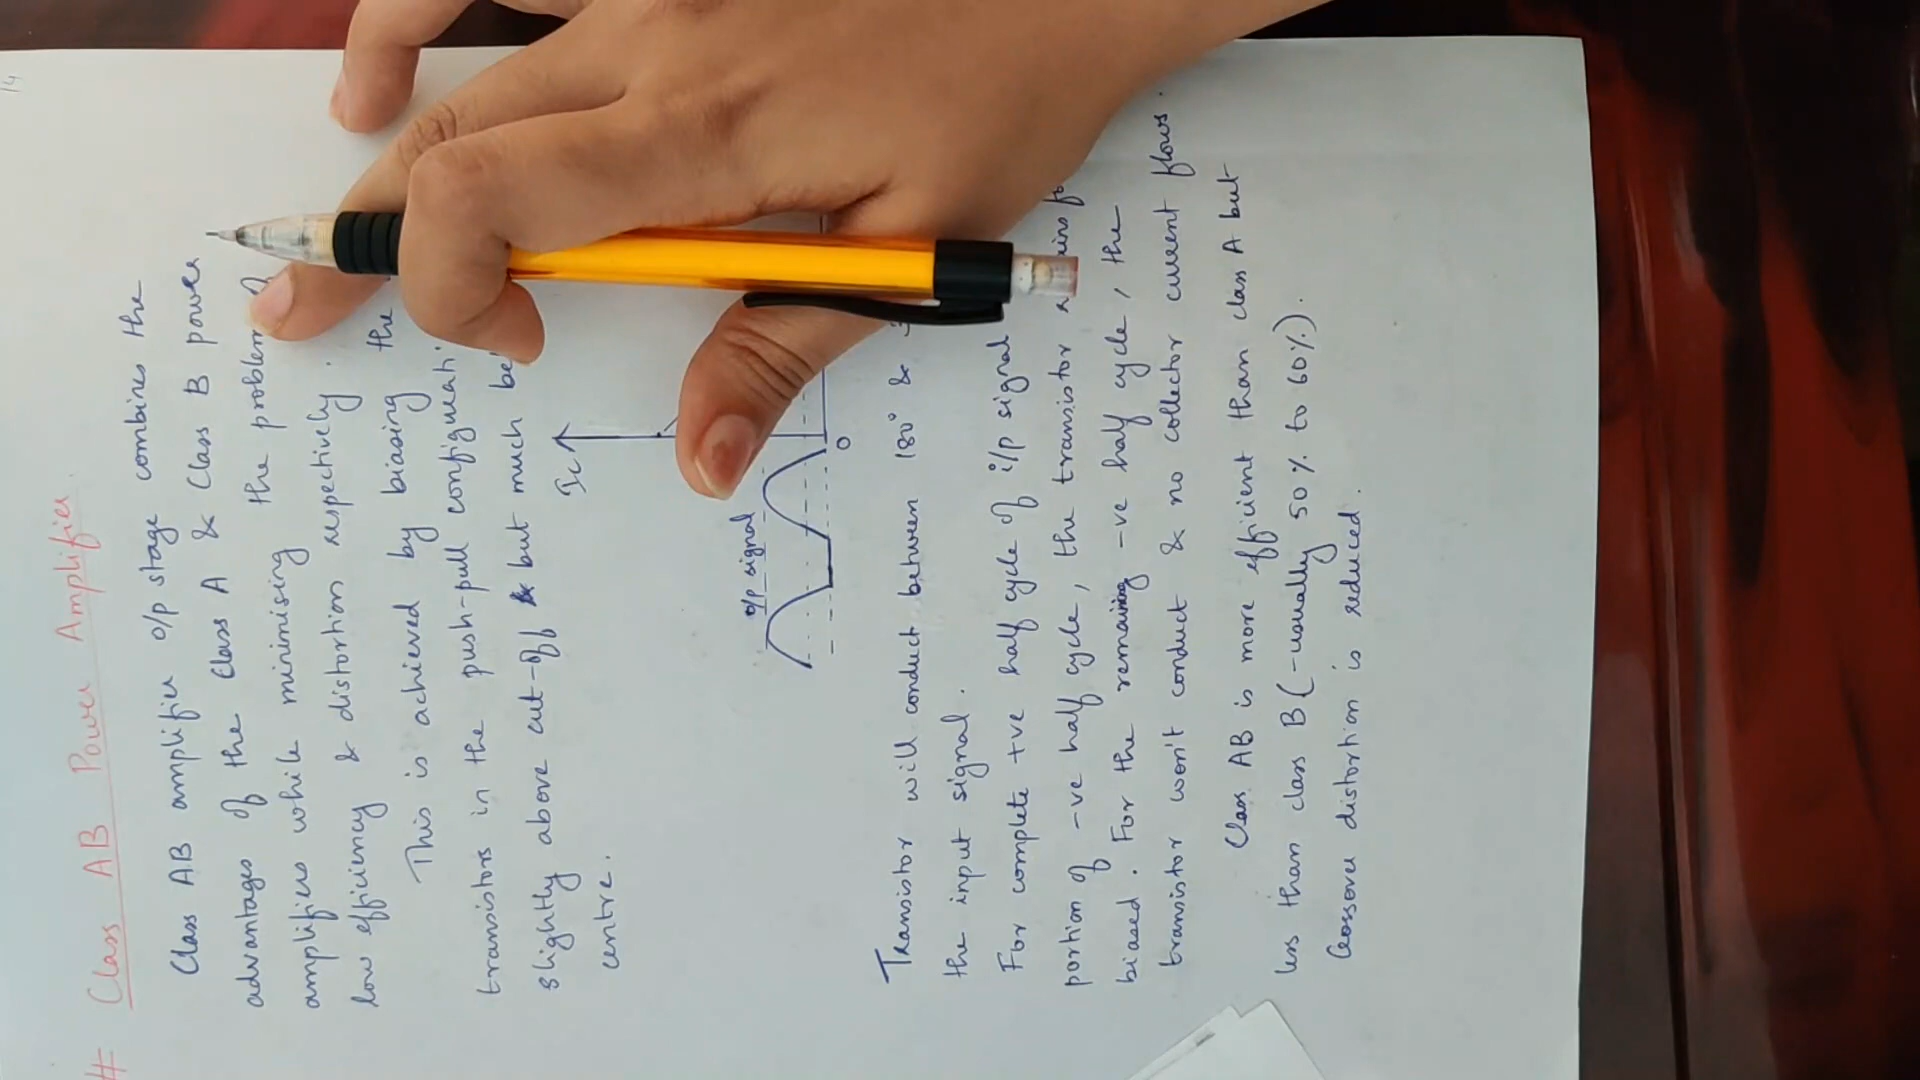 14
# Class AB Power Amplifier.
Class AB amplifier o/p stage combines the
advantages of the Class A & Class B power
amplifiers while minimising the problem of
low efficiency & distortion respectively.
This is achieved by biasing the
transistors in the push-pull
slightly above cut-off but much
centre.
Ic
o/p signal
0
Transistor will conduct between 180° &
the input signal.
For complete +ve half cycle of i/p signal
portion of -ve half cycle, the transistor
biased. For the remaining -ve half cycle, the
transistor won't conduct & no collector current flows.
Class AB is more efficient than class A but
less than class B (-usually 50% to 60%).
Crossover distortion is reduced.